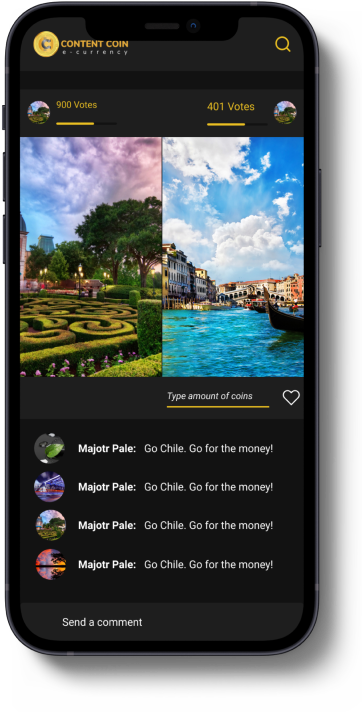 CONTENT COIN
e-currency
900 Votes
401 Votes
Type amount of coins
Majotr Pale: Go Chile. Go for the money!
Majotr Pale: Go Chile. Go for the money!
Majotr Pale: Go Chile. Go for the money!
Majotr Pale: Go Chile. Go for the money!
Send a comment